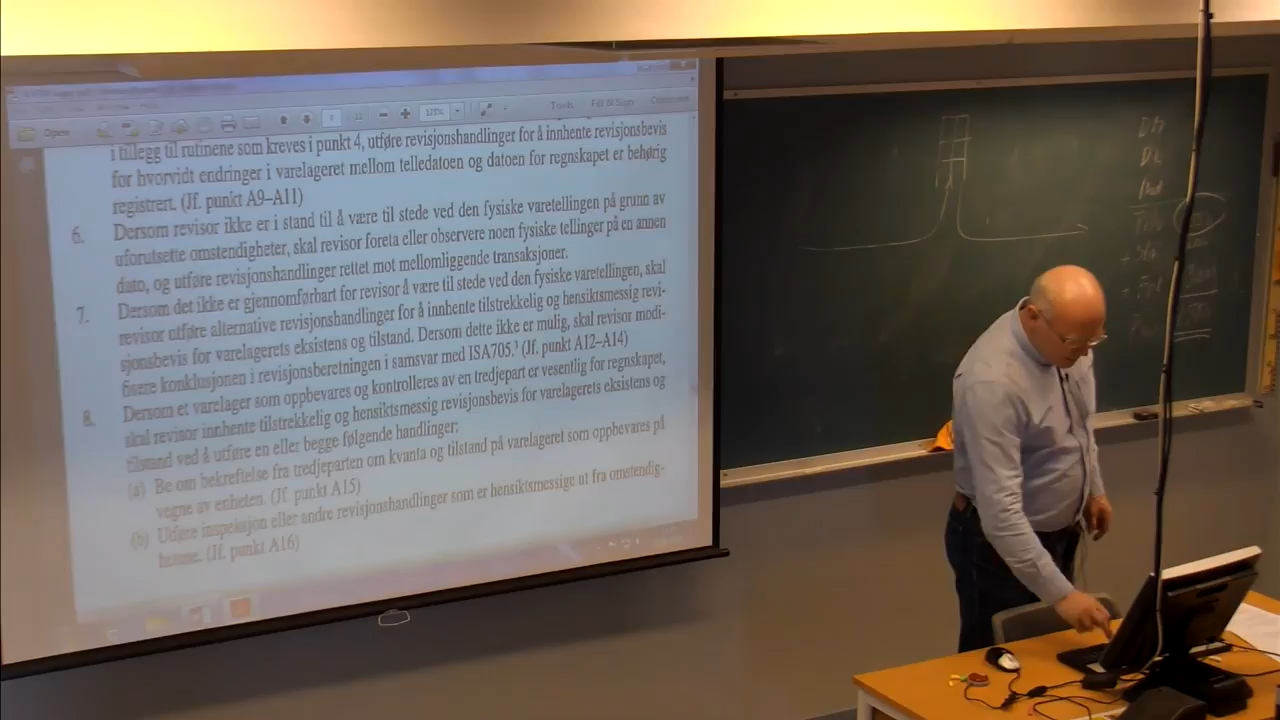 Open
125%
Tools Fill & Sign Comment
i tillegg til rutinene som kreves i punkt 4, utføre revisjonshandlinger for å innhente revisjonsbevis
for hvorvidt endringer i varelageret mellom telledatoen og datoen for regnskapet er behørig
registrert. (Jf. punkt A9–A11)
6. Dersom revisor ikke er i stand til å være til stede ved den fysiske varetellingen på grunn av
uforutsette omstendigheter, skal revisor foreta eller observere noen fysiske tellinger på en annen
dato, og utføre revisjonshandlinger rettet mot mellomliggende transaksjoner.
7. Dersom det ikke er gjennomførbart for revisor å være til stede ved den fysiske varetellingen, skal
revisor utføre alternative revisjonshandlinger for å innhente tilstrekkelig og hensiktsmessig revi-
sjonsbevis for varelagerets eksistens og tilstand. Dersom dette ikke er mulig, skal revisor modi-
fisere konklusjonen i revisjonsberetningen i samsvar med ISA705.³ (Jf. punkt A12–A14)
8. Dersom et varelager som oppbevares og kontrolleres av en tredjepart er vesentlig for regnskapet,
skal revisor innhente tilstrekkelig og hensiktsmessig revisjonsbevis for varelagerets eksistens og
tilstand ved å utføre en eller begge følgende handlinger:
(a) Be om bekreftelse fra tredjeparten om kvanta og tilstand på varelageret som oppbevares på
vegne av enheten. (Jf. punkt A15)
(b) Utføre inspeksjon eller andre revisjonshandlinger som er hensiktsmessige ut fra omstendig-
hetene. (Jf. punkt A16)